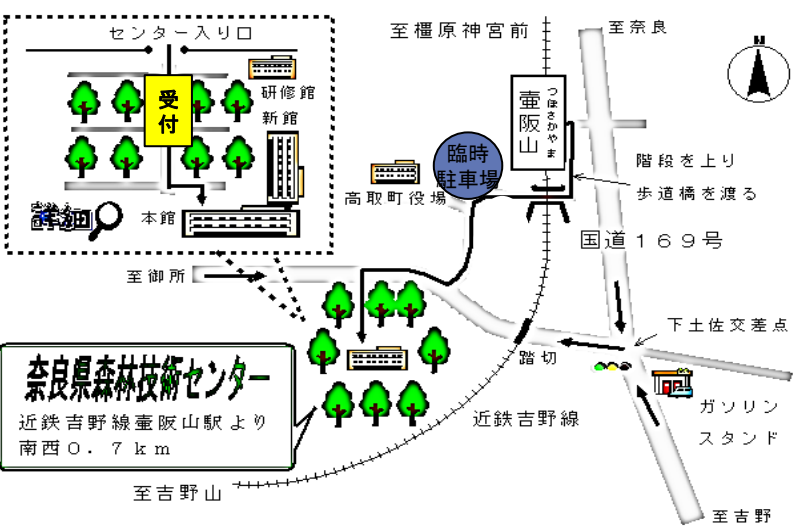 センター入り口
研修館
新館
受付
本館
詳細
至橿原神宮前
至奈良
N
つぼさかやま
壺阪山
臨時
駐車場
高取町役場
階段を上り
歩道橋を渡る
国道169号
至御所
下土佐交差点
踏切
奈良県森林技術センター
近鉄吉野線壷阪山駅より
南西0.7km
近鉄吉野線
ガソリン
スタンド
至吉野山
至吉野